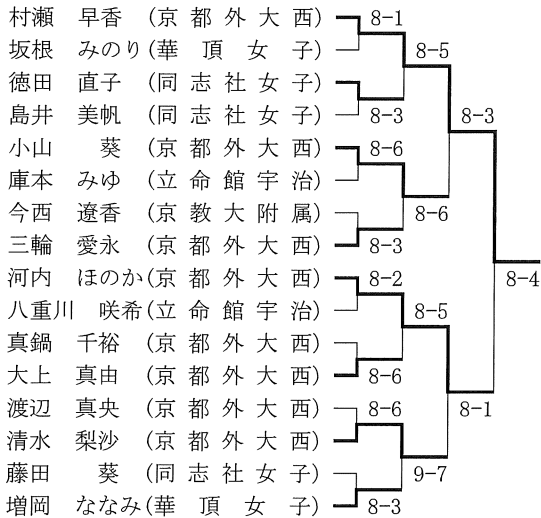 村瀬 早香 (京都外大西) 8-1
坂根 みのり (華頂女子) 8-5
徳田 直子 (同志社女子)
島井 美帆 (同志社女子) 8-3 8-3
小山 葵 (京都外大西) 8-6
庫本 みゆ (立命館宇治)
今西 遼香 (京教大附属) 8-6
三輪 愛永 (京都外大西) 8-3
河内 ほのか (京都外大西) 8-2 8-4
八重川 咲希 (立命館宇治) 8-5
真鍋 千裕 (京都外大西)
大上 真由 (京都外大西) 8-6
渡辺 真央 (京都外大西) 8-6 8-1
清水 梨沙 (京都外大西)
藤田 葵 (同志社女子) 9-7
増岡 ななみ (華頂女子) 8-3